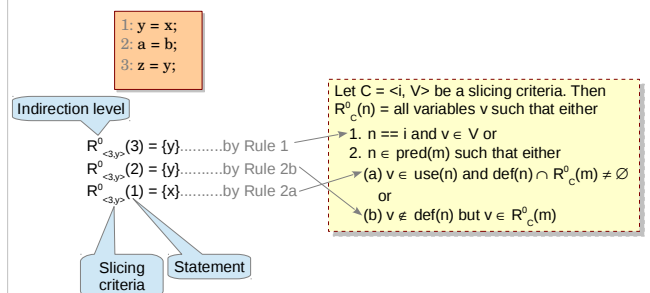 1: y = x;
2: a = b;
3: z = y;
Indirection level
R⁰<3,y>(3) = {y}..........by Rule 1
R⁰<3,y>(2) = {y}..........by Rule 2b
R⁰<3,y>(1) = {x}..........by Rule 2a
Slicing
criteria
Statement
Let C = <i, V> be a slicing criteria. Then
R⁰C(n) = all variables v such that either
1. n == i and v ∈ V or
2. n ∈ pred(m) such that either
(a) v ∈ use(n) and def(n) ∩ R⁰C(m) ≠ ∅
or
(b) v ∉ def(n) but v ∈ R⁰C(m)